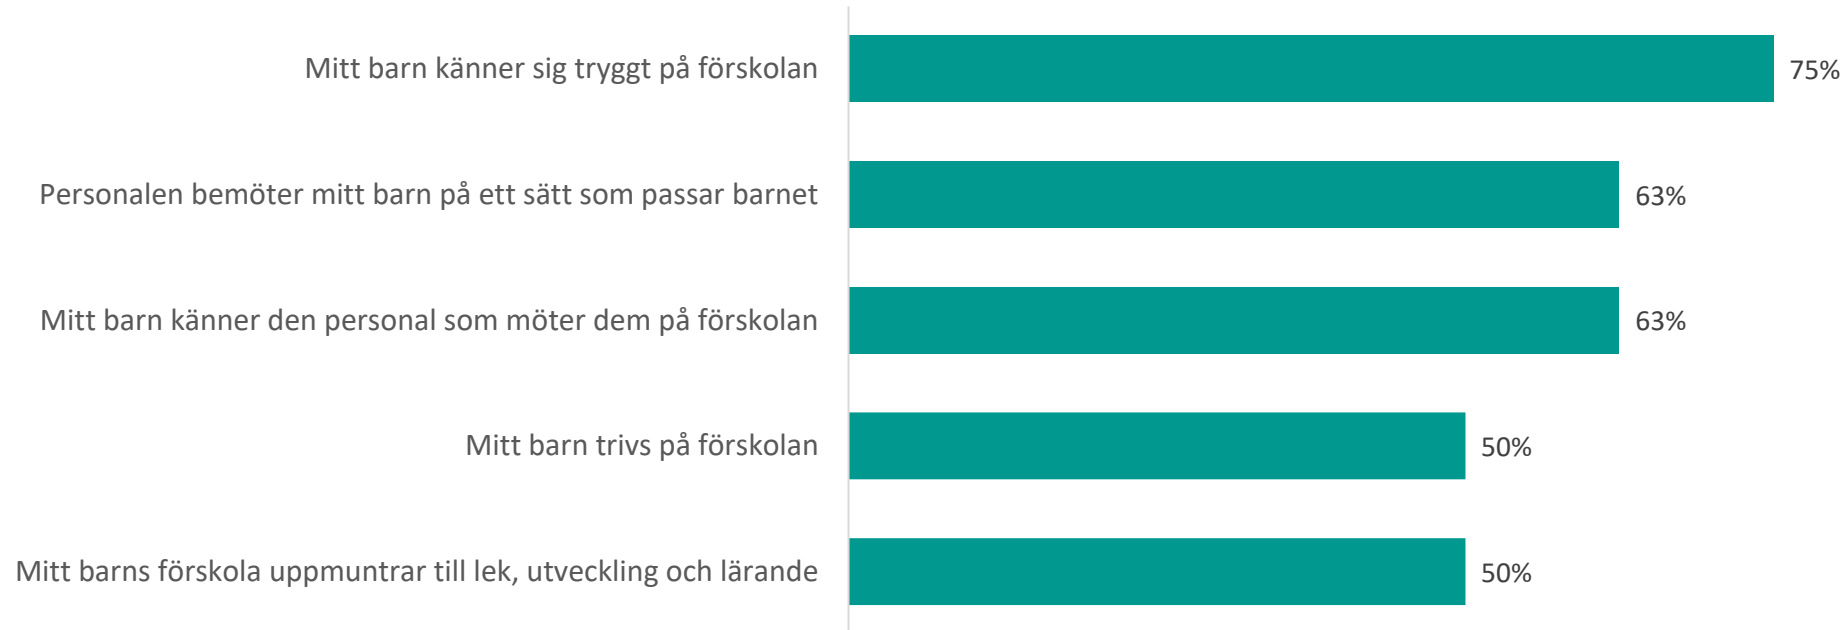 Mitt barn känner sig tryggt på förskolan 75%
Personalen bemöter mitt barn på ett sätt som passar barnet 63%
Mitt barn känner den personal som möter dem på förskolan 63%
Mitt barn trivs på förskolan 50%
Mitt barns förskola uppmuntrar till lek, utveckling och lärande 50%